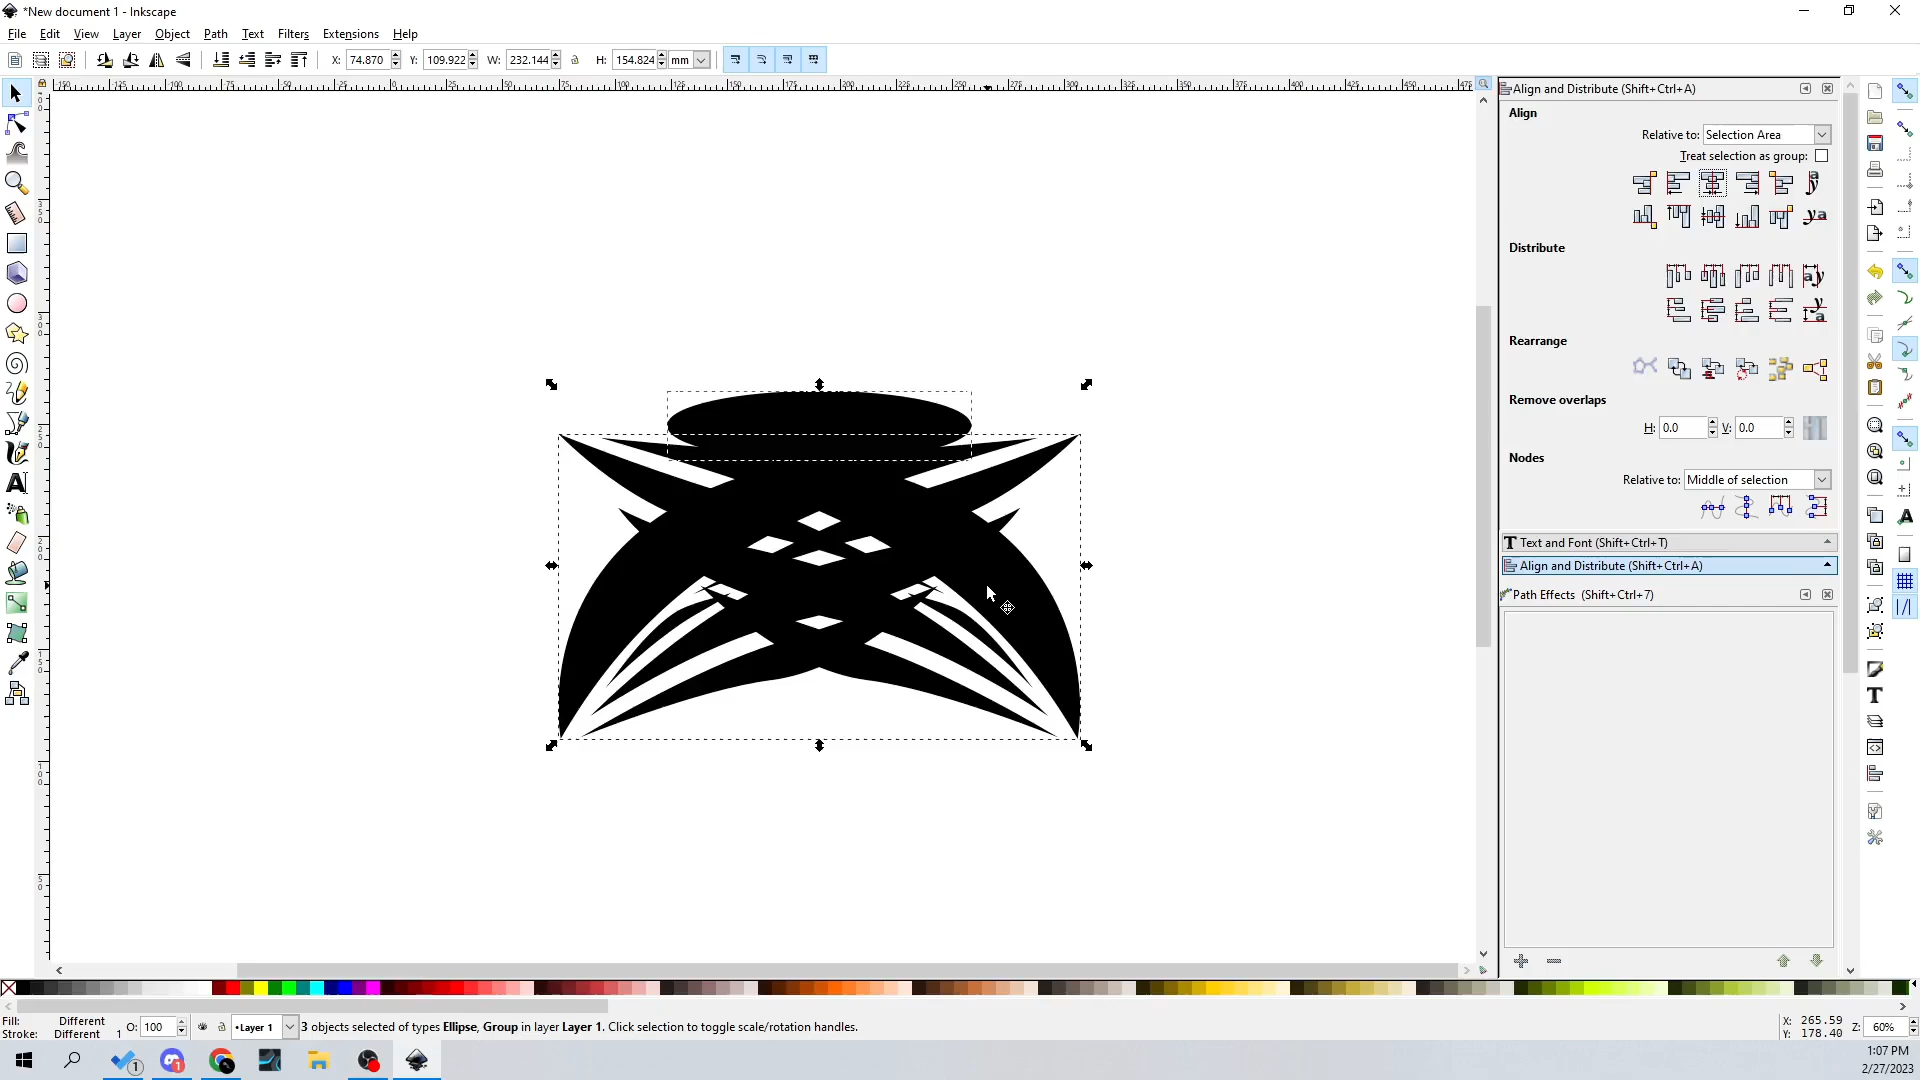 *New document 1 - Inkscape
File Edit View Layer Object Path Text Filters Extensions Help
X: 74.870 Y: 109.922 W: 232.144 H: 154.824 mm
Align and Distribute (Shift+Ctrl+A)
Align
Relative to: Selection Area
Treat selection as group:
Distribute
Rearrange
Remove overlaps
H: 0.0 V: 0.0
Nodes
Relative to: Middle of selection
Text and Font (Shift+Ctrl+T)
Align and Distribute (Shift+Ctrl+A)
Path Effects (Shift+Ctrl+7)
Fill: Different
Stroke: Different 1
O: 100
•Layer 1
3 objects selected of types Ellipse, Group in layer Layer 1. Click selection to toggle scale/rotation handles.
X: 265.59
Y: 178.40
Z: 60%
1:07 PM
2/27/2023